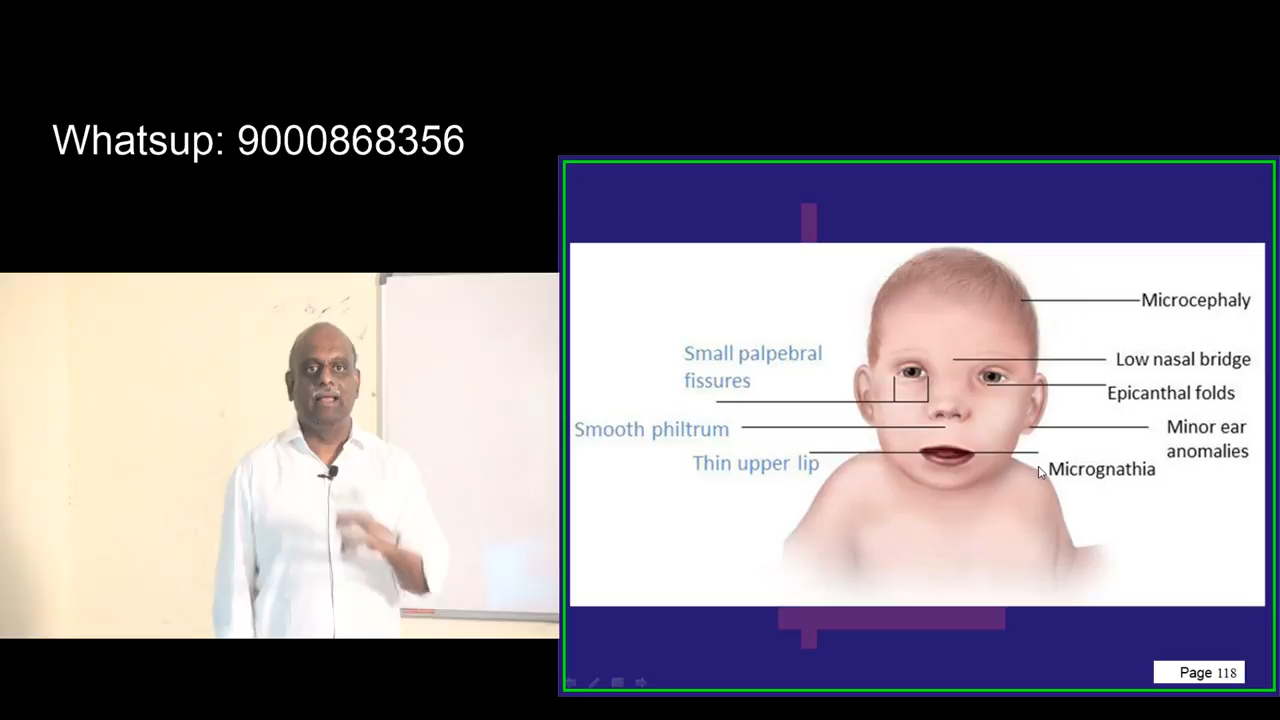 Whatsup: 9000868356
Microcephaly
Small palpebral
fissures
Low nasal bridge
Epicanthal folds
Smooth philtrum
Minor ear
anomalies
Thin upper lip
Micrognathia
Page 118